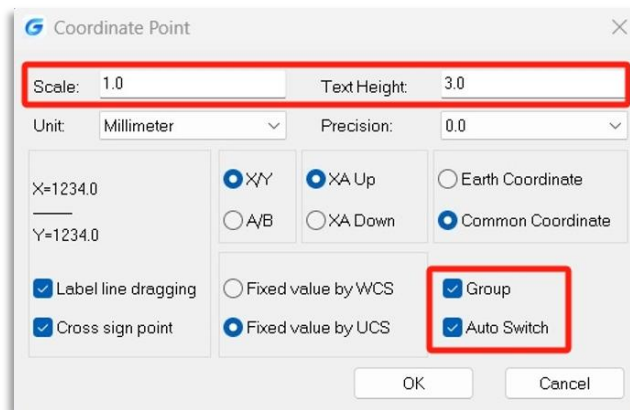 Coordinate Point
Scale: 1.0 Text Height: 3.0
Unit: Millimeter Precision: 0.0
X=1234.0
Y=1234.0
X/Y
A/B
XA Up
XA Down
Earth Coordinate
Common Coordinate
Label line dragging
Cross sign point
Fixed value by WCS
Fixed value by UCS
Group
Auto Switch
OK Cancel